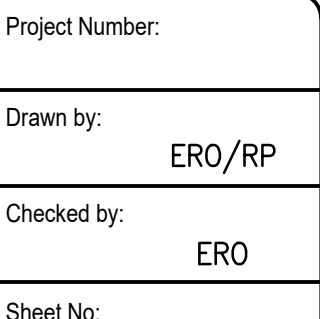 Project Number:
Drawn by:
ERO/RP
Checked by:
ERO
Sheet No: